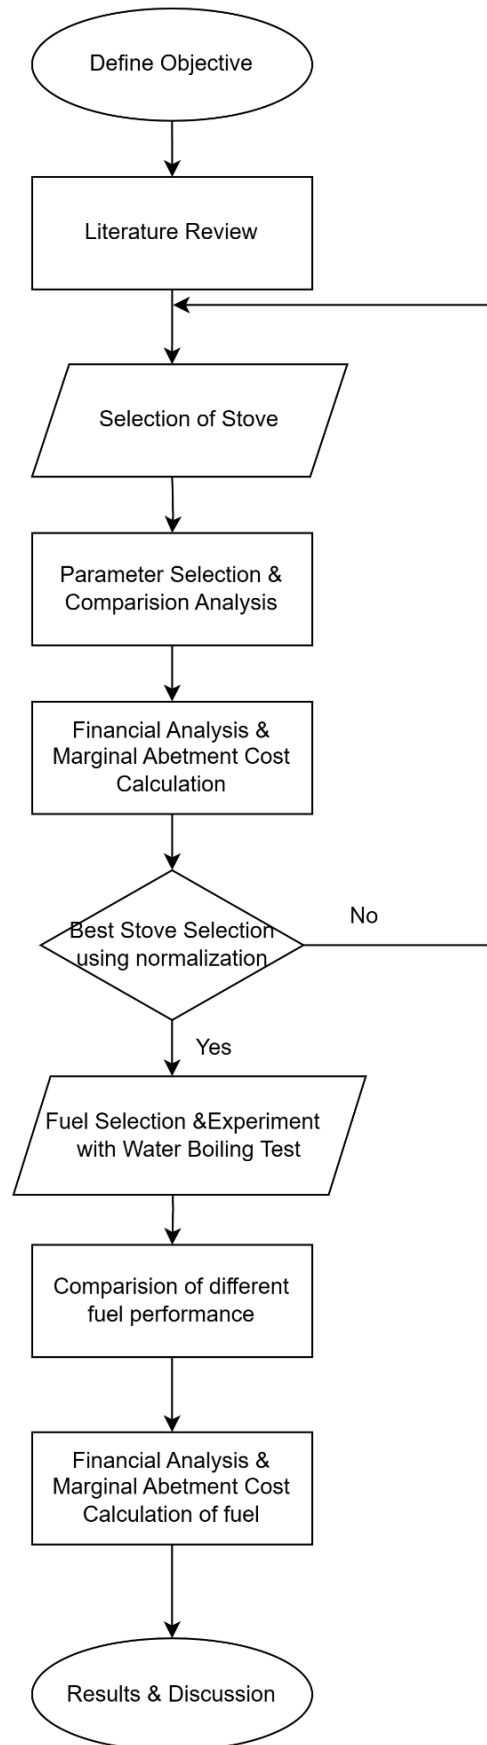 Define Objective
Literature Review
Selection of Stove
Parameter Selection &
Comparision Analysis
Financial Analysis &
Marginal Abetment Cost
Calculation
Best Stove Selection
using normalization
No
Yes
Fuel Selection &Experiment
with Water Boiling Test
Comparision of different
fuel performance
Financial Analysis &
Marginal Abetment Cost
Calculation of fuel
Results & Discussion